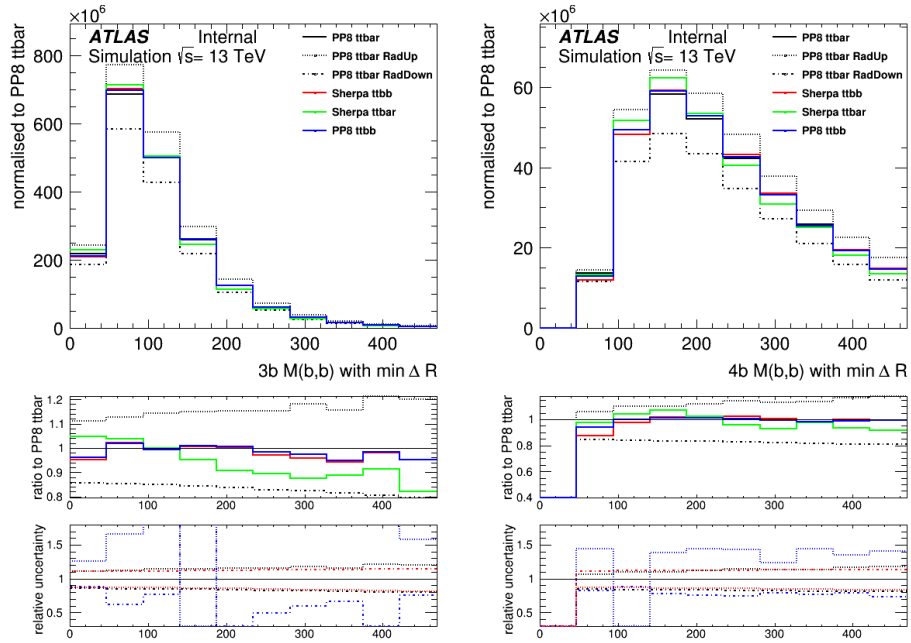 ×10⁶
ATLAS Internal
Simulation √s= 13 TeV
PP8 ttbar
PP8 ttbar RadUp
PP8 ttbar RadDown
Sherpa ttbb
Sherpa ttbar
PP8 ttbb
normalised to PP8 ttbar
800
600
400
200
0
0 100 200 300 400
3b M(b,b) with min Δ R
ratio to PP8 ttbar
1.2
1.1
1
0.9
0.8
0 100 200 300 400
relative uncertainty
1.5
1
0.5
0 100 200 300 400
×10⁶
ATLAS Internal
Simulation √s= 13 TeV
PP8 ttbar
PP8 ttbar RadUp
PP8 ttbar RadDown
Sherpa ttbb
Sherpa ttbar
PP8 ttbb
normalised to PP8 ttbar
60
40
20
0
0 100 200 300 400
4b M(b,b) with min Δ R
ratio to PP8 ttbar
1
0.8
0.6
0.4
0 100 200 300 400
relative uncertainty
1.5
1
0.5
0 100 200 300 400